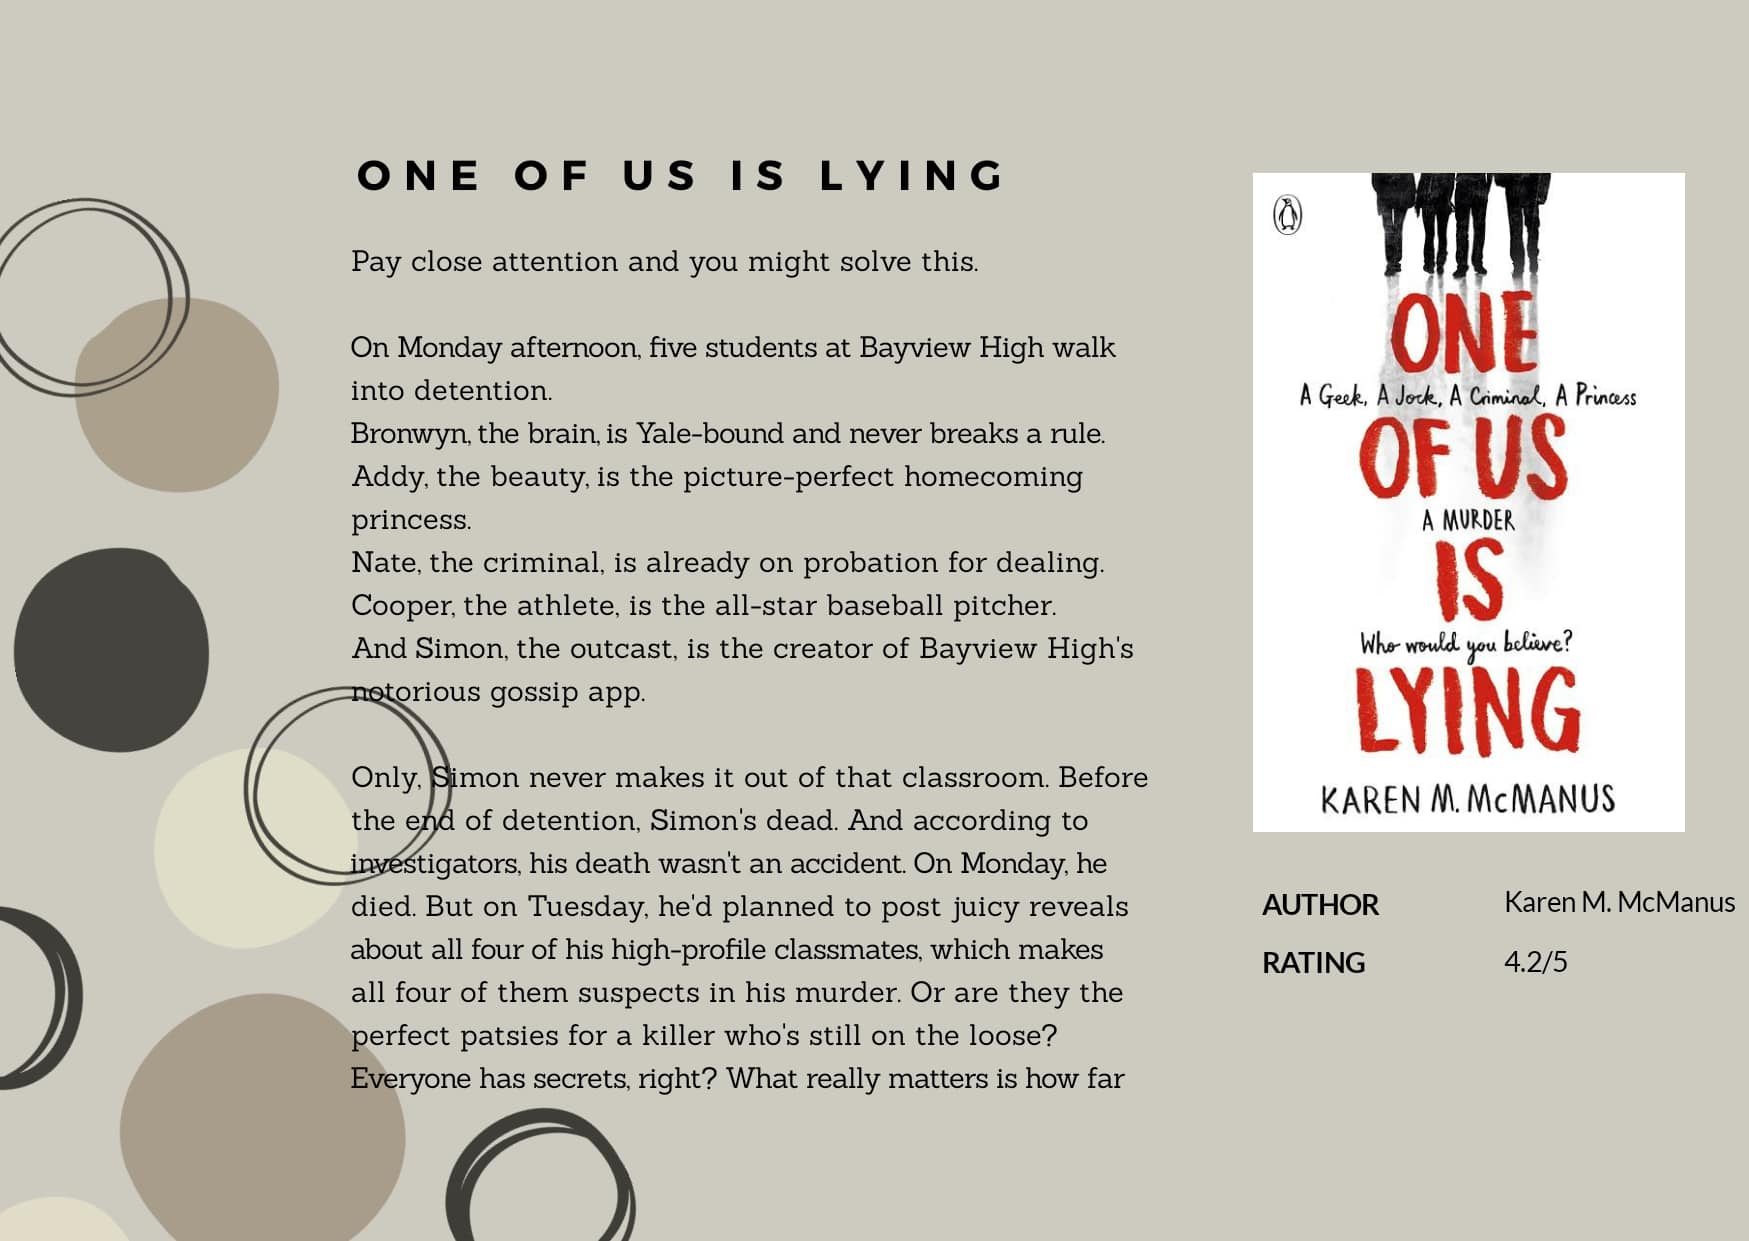 ONE OF US IS LYING
Pay close attention and you might solve this.
On Monday afternoon, five students at Bayview High walk
into detention.
Bronwyn, the brain, is Yale-bound and never breaks a rule.
Addy, the beauty, is the picture-perfect homecoming
princess.
Nate, the criminal, is already on probation for dealing.
Cooper, the athlete, is the all-star baseball pitcher.
And Simon, the outcast, is the creator of Bayview High's
notorious gossip app.
Only, Simon never makes it out of that classroom. Before
the end of detention, Simon's dead. And according to
investigators, his death wasn't an accident. On Monday, he
died. But on Tuesday, he'd planned to post juicy reveals
about all four of his high-profile classmates, which makes
all four of them suspects in his murder. Or are they the
perfect patsies for a killer who's still on the loose?
Everyone has secrets, right? What really matters is how far
ONE
A Geek, A Jock, A Criminal, A Princess
OF US
A MURDER
IS
Who would you believe?
LYING
KAREN M. McMANUS
AUTHOR Karen M. McManus
RATING 4.2/5